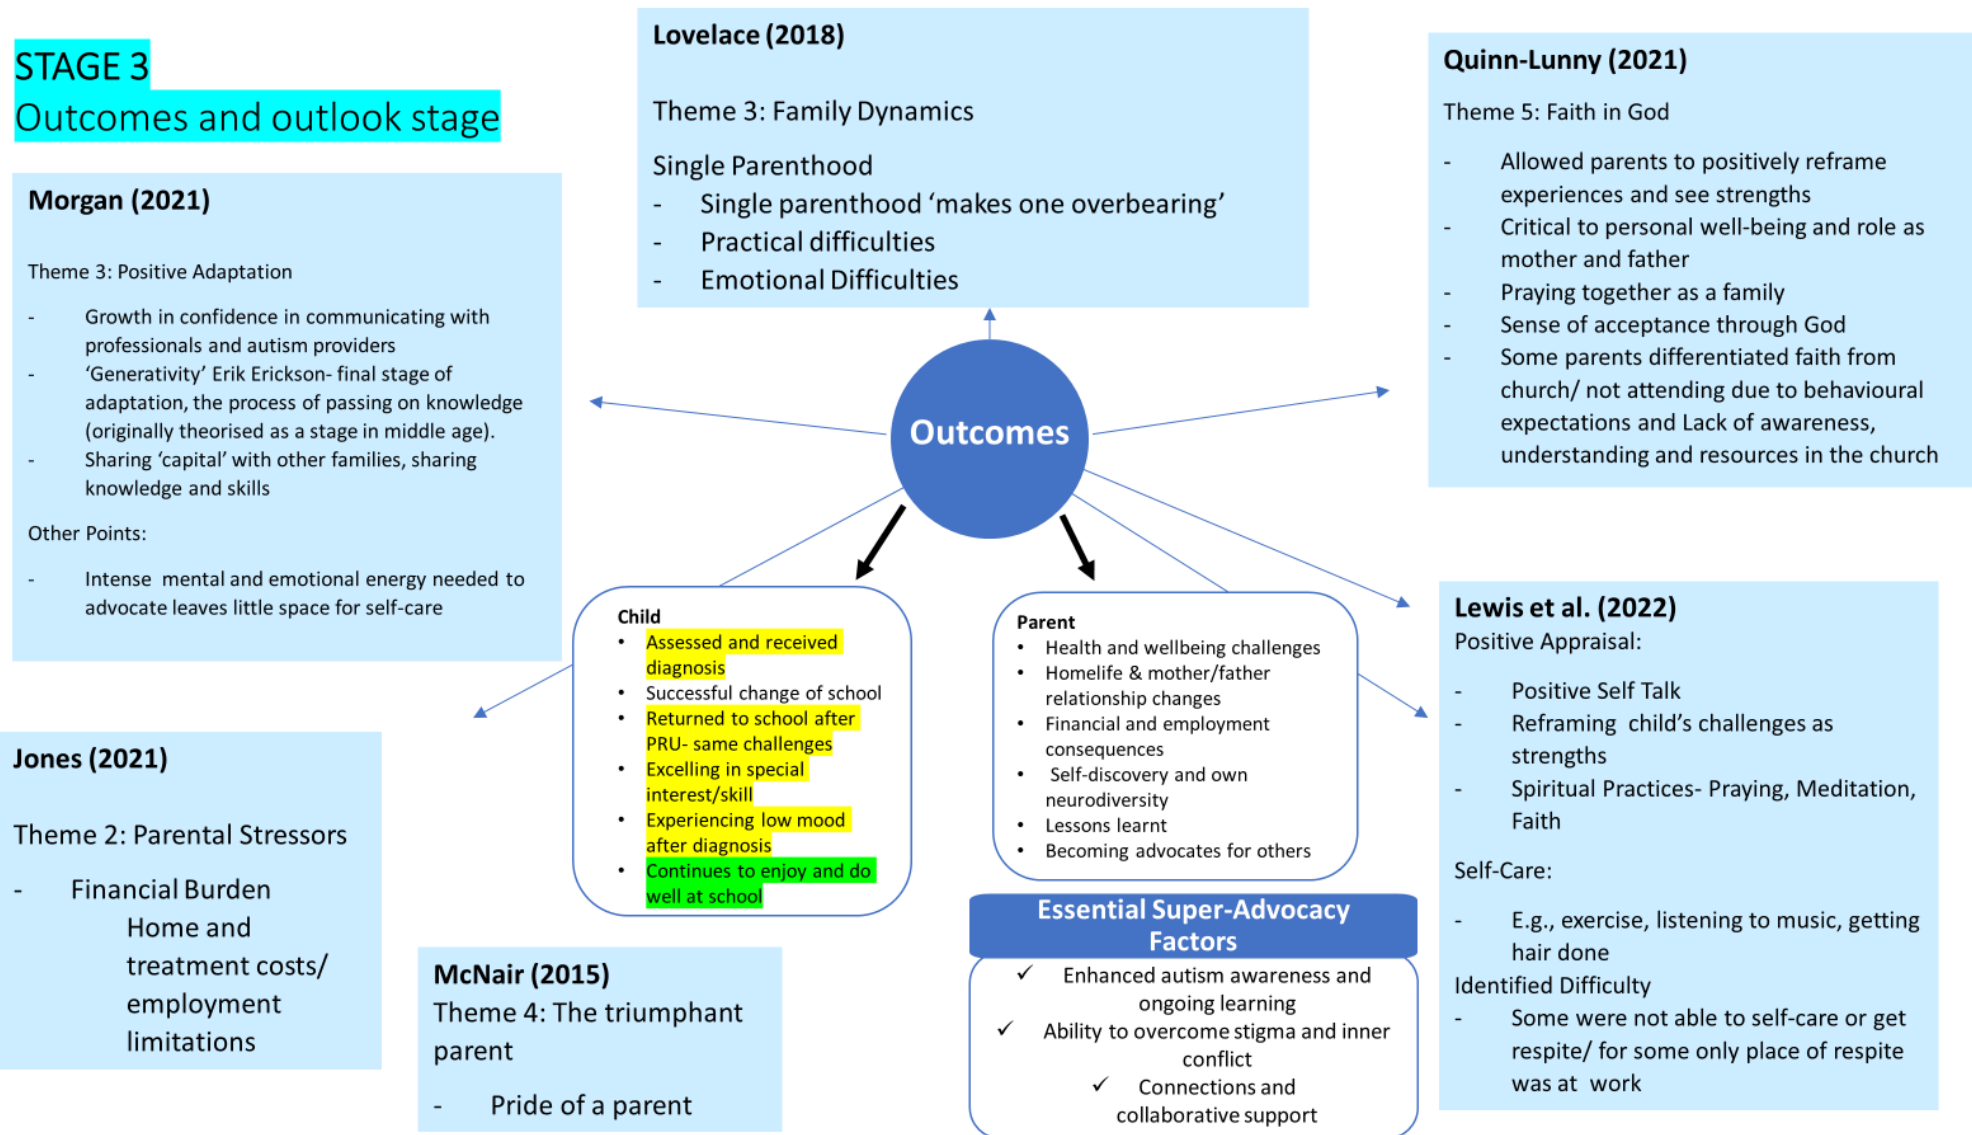 STAGE 3
Outcomes and outlook stage
Morgan (2021)
Theme 3: Positive Adaptation
- Growth in confidence in communicating with
professionals and autism providers
- ‘Generativity’ Erik Erickson- final stage of
adaptation, the process of passing on knowledge
(originally theorised as a stage in middle age).
- Sharing ‘capital’ with other families, sharing
knowledge and skills
Other Points:
- Intense mental and emotional energy needed to
advocate leaves little space for self-care
Lovelace (2018)
Theme 3: Family Dynamics
Single Parenthood
- Single parenthood ‘makes one overbearing’
- Practical difficulties
- Emotional Difficulties
Quinn-Lunny (2021)
Theme 5: Faith in God
- Allowed parents to positively reframe
experiences and see strengths
- Critical to personal well-being and role as
mother and father
- Praying together as a family
- Sense of acceptance through God
- Some parents differentiated faith from
church/ not attending due to behavioural
expectations and Lack of awareness,
understanding and resources in the church
Outcomes
Child
• Assessed and received
diagnosis
• Successful change of school
• Returned to school after
PRU- same challenges
• Excelling in special
interest/skill
• Experiencing low mood
after diagnosis
• Continues to enjoy and do
well at school
Parent
• Health and wellbeing challenges
• Homelife & mother/father
relationship changes
• Financial and employment
consequences
• Self-discovery and own
neurodiversity
• Lessons learnt
• Becoming advocates for others
Lewis et al. (2022)
Positive Appraisal:
- Positive Self Talk
- Reframing child’s challenges as
strengths
- Spiritual Practices- Praying, Meditation,
Faith
Self-Care:
- E.g., exercise, listening to music, getting
hair done
Identified Difficulty
- Some were not able to self-care or get
respite/ for some only place of respite
was at work
Jones (2021)
Theme 2: Parental Stressors
- Financial Burden
Home and
treatment costs/
employment
limitations
McNair (2015)
Theme 4: The triumphant
parent
- Pride of a parent
Essential Super-Advocacy
Factors
✓ Enhanced autism awareness and
ongoing learning
✓ Ability to overcome stigma and inner
conflict
✓ Connections and
collaborative support